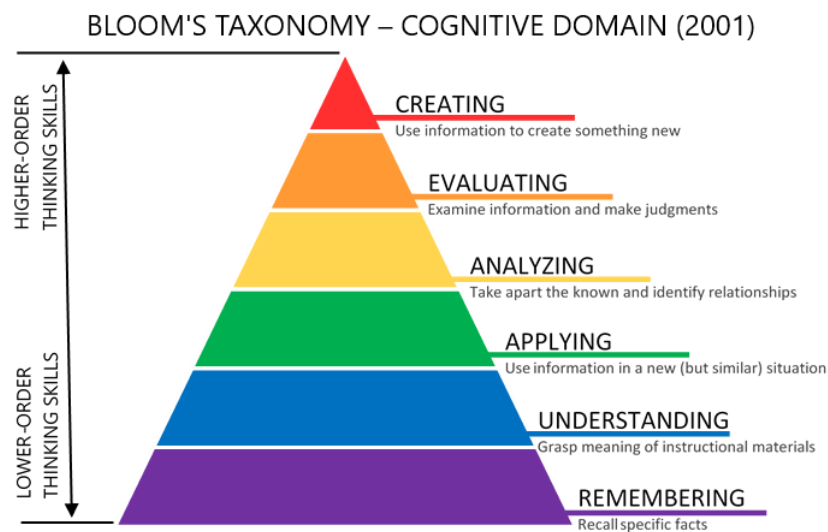 BLOOM'S TAXONOMY – COGNITIVE DOMAIN (2001)
HIGHER-ORDER
THINKING SKILLS
LOWER-ORDER
THINKING SKILLS
CREATING
Use information to create something new
EVALUATING
Examine information and make judgments
ANALYZING
Take apart the known and identify relationships
APPLYING
Use information in a new (but similar) situation
UNDERSTANDING
Grasp meaning of instructional materials
REMEMBERING
Recall specific facts